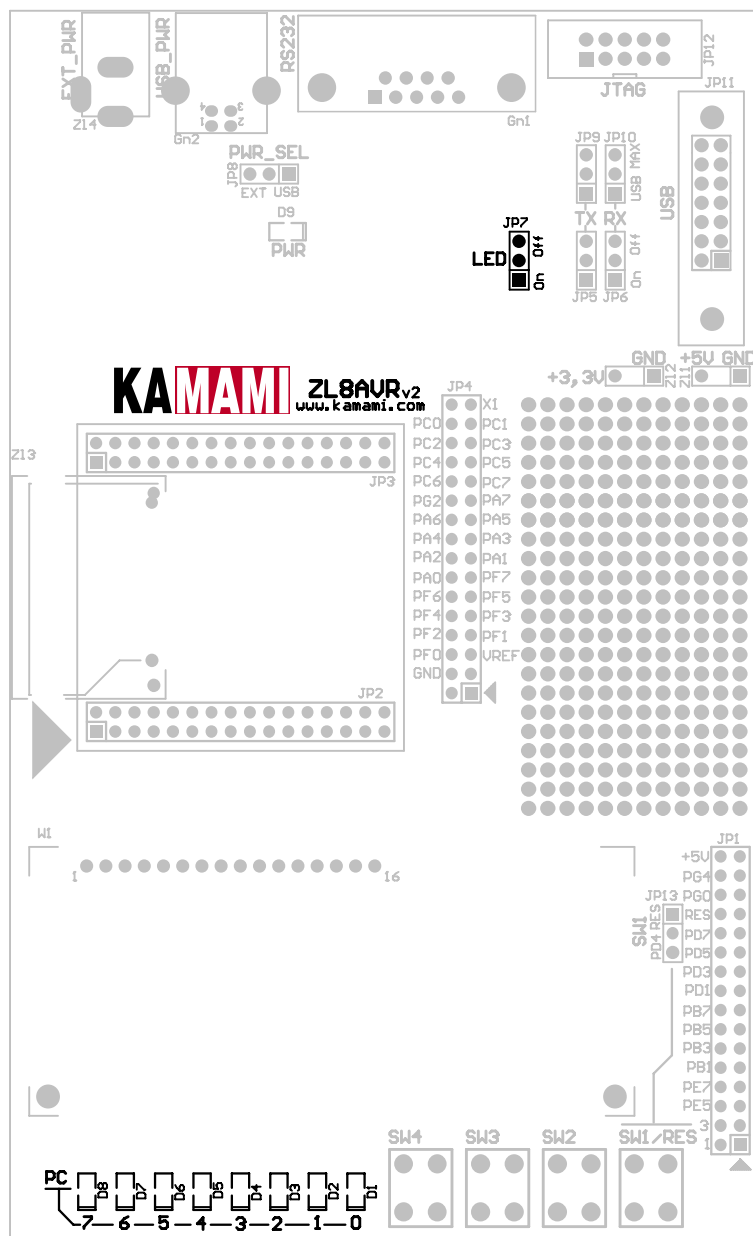 EXT_PWR
Z14
USB_PWR
4 3
1 2
Gn2
RS232
Gn1
JP12
JTAG
JP11
USB
PWR_SEL
JP8
EXT USB
D9
PWR
JP9 JP10
MAX
USB
TX RX
Off
On
JP5 JP6
JP7
LED
Off
On
+3,3V
GND
Z12
+5V GND
Z11
KAMAMI
ZL8AVRv2
www.kamami.com
Z13
JP3
JP2
JP4
X1
PC0 PC1
PC2 PC3
PC4 PC5
PC6 PC7
PG2 PA7
PA6 PA5
PA4 PA3
PA2 PA1
PA0 PF7
PF6 PF5
PF4 PF3
PF2 PF1
PF0 VREF
GND
W1
1 16
JP1
+5V
PG4
PG0
RES
PD7
PD5
PD3
PD1
PB7
PB5
PB3
PB1
PE7
PE5
3
1
JP13
SW1
RES
PD4
SW4 SW3 SW2 SW1/RES
PC
D8 D7 D6 D5 D4 D3 D2 D1
7 6 5 4 3 2 1 0